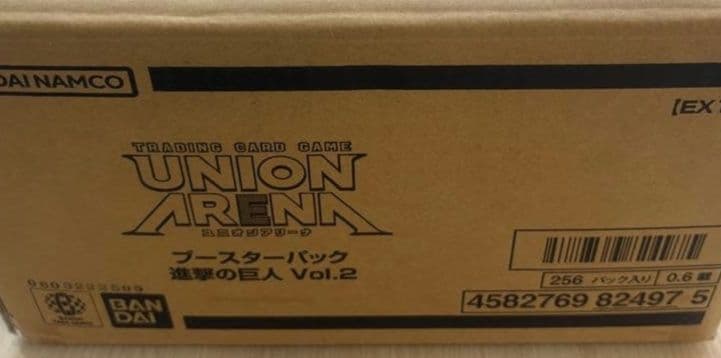 DAI NAMCO
[EX
TRADING CARD GAME
UNION
ARENA
ユニオンアリーナ
ブースターパック
進撃の巨人 Vol.2
256 パック入り 0.6
4582769 82497 5
BAN
DAI